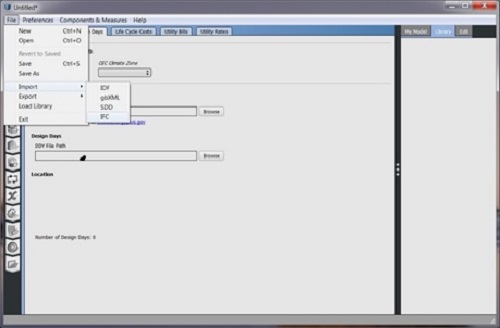 Untitled*
File Preferences Components & Measures Help
New Ctrl+N
Open Ctrl+O
Revert to Saved
Save Ctrl+S
Save As
Import
Export
Load Library
Exit
IDF
gbXML
SDD
IFC
Days Life Cycle Costs Utility Bills Utility Rates
My Model Library Edit
CEC Climate Zone
Browse
Design Days
DDY File Path
Browse
Location
Number of Design Days: 0